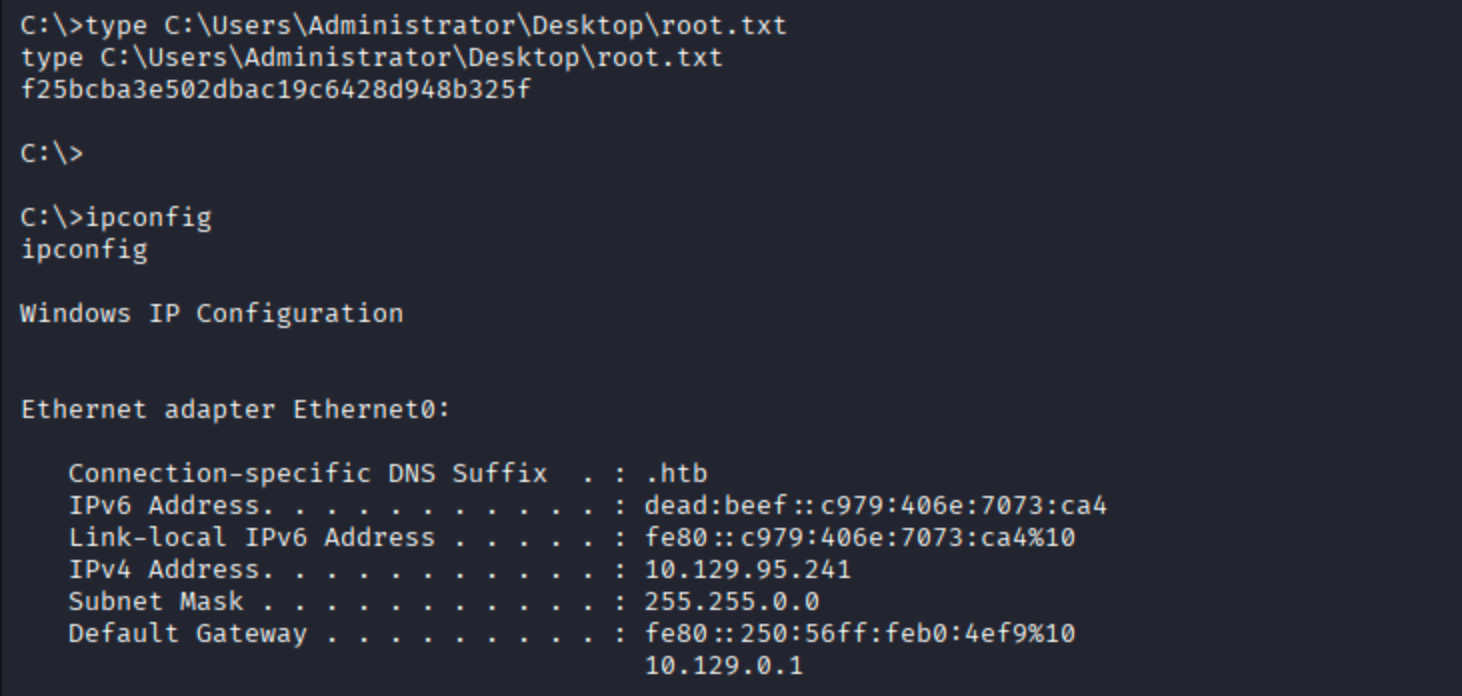 C:\>type C:\Users\Administrator\Desktop\root.txt
type C:\Users\Administrator\Desktop\root.txt
f25bcba3e502dbac19c6428d948b325f
C:\>
C:\>ipconfig
ipconfig
Windows IP Configuration
Ethernet adapter Ethernet0:
   Connection-specific DNS Suffix  . : .htb
   IPv6 Address. . . . . . . . . . . : dead:beef::c979:406e:7073:ca4
   Link-local IPv6 Address . . . . . : fe80::c979:406e:7073:ca4%10
   IPv4 Address. . . . . . . . . . . : 10.129.95.241
   Subnet Mask . . . . . . . . . . . : 255.255.0.0
   Default Gateway . . . . . . . . . : fe80::250:56ff:feb0:4ef9%10
                                       10.129.0.1